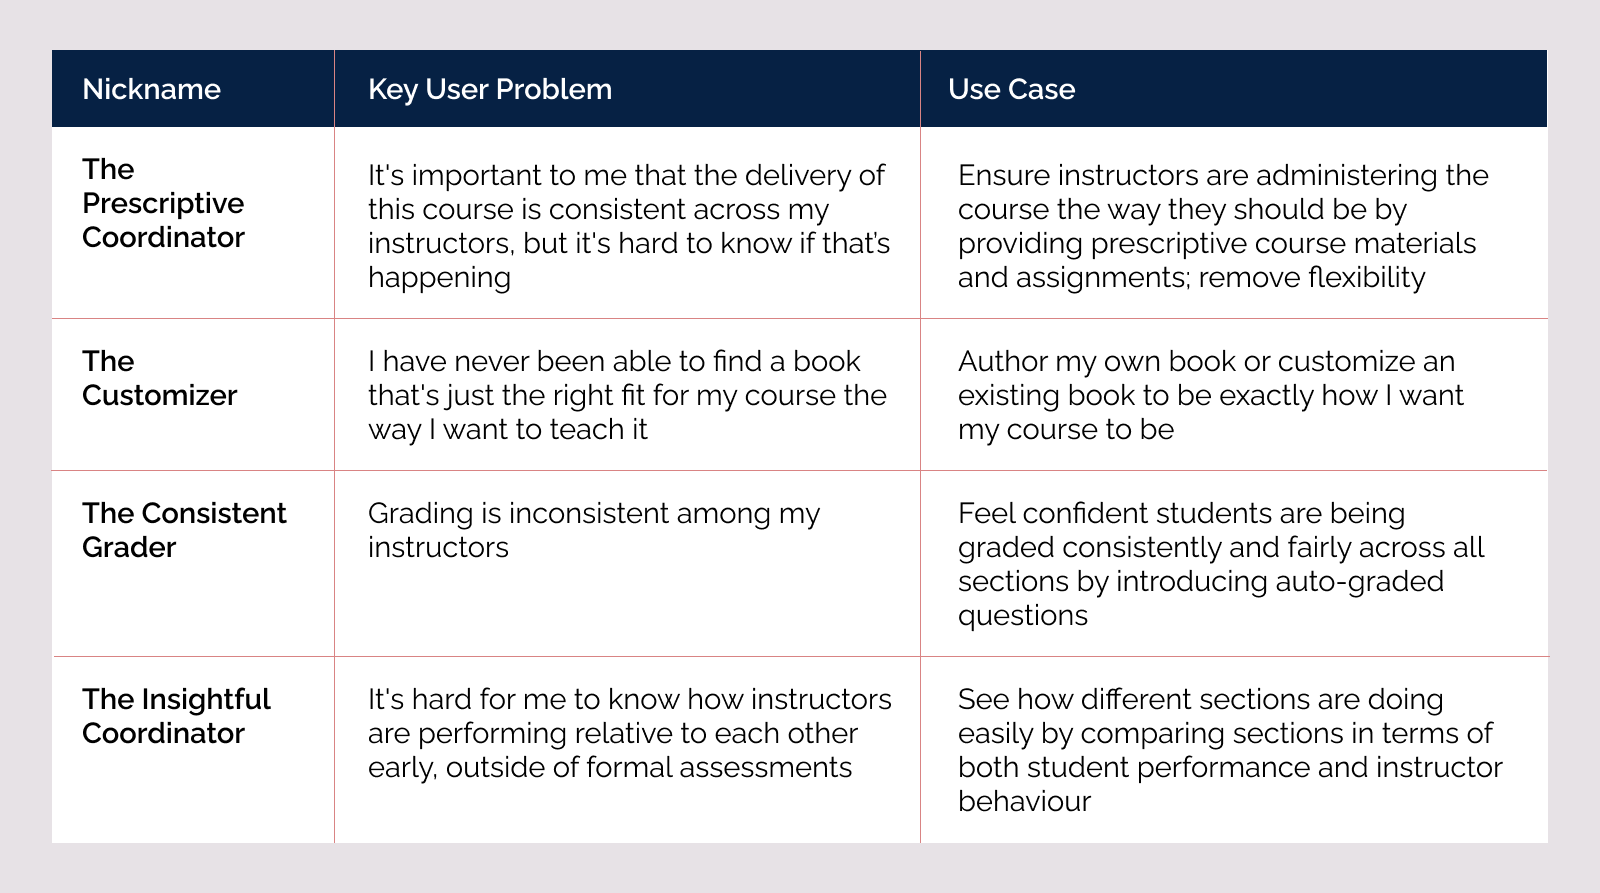 Nickname
Key User Problem
Use Case
The
Prescriptive
Coordinator
It's important to me that the delivery of
this course is consistent across my
instructors, but it's hard to know if that’s
happening
Ensure instructors are administering the
course the way they should be by
providing prescriptive course materials
and assignments; remove flexibility
The
Customizer
I have never been able to find a book
that's just the right fit for my course the
way I want to teach it
Author my own book or customize an
existing book to be exactly how I want
my course to be
The Consistent
Grader
Grading is inconsistent among my
instructors
Feel confident students are being
graded consistently and fairly across all
sections by introducing auto-graded
questions
The Insightful
Coordinator
It's hard for me to know how instructors
are performing relative to each other
early, outside of formal assessments
See how different sections are doing
easily by comparing sections in terms of
both student performance and instructor
behaviour